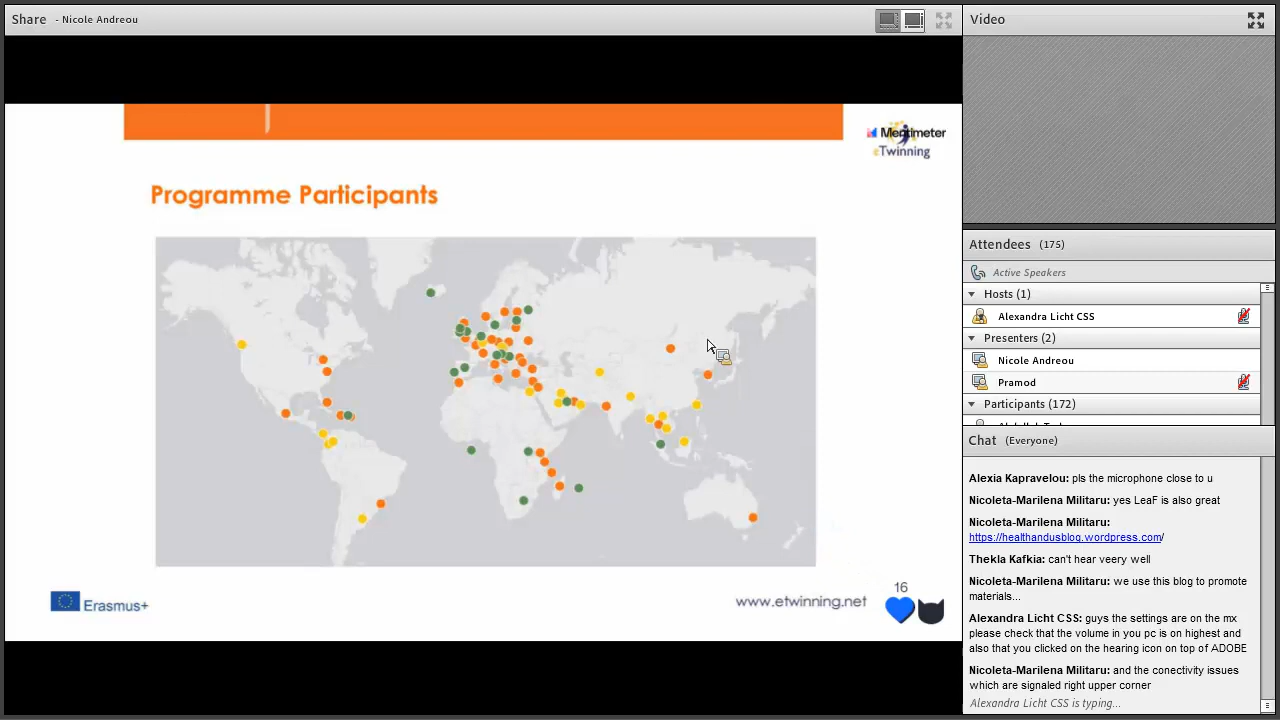 Share - Nicole Andreou
Mentimeter
eTwinning
Programme Participants
Erasmus+
www.etwinning.net
16
Video
Attendees (175)
Active Speakers
Hosts (1)
Alexandra Licht CSS
Presenters (2)
Nicole Andreou
Pramod
Participants (172)
Chat (Everyone)
Alexia Kapravelou: pls the microphone close to u
Nicoleta-Marilena Militaru: yes LeaF is also great
Nicoleta-Marilena Militaru:
https://healthandusblog.wordpress.com/
Thekla Kafkia: can't hear veery well
Nicoleta-Marilena Militaru: we use this blog to promote
materials...
Alexandra Licht CSS: guys the settings are on the mx
please check that the volume in you pc is on highest and
also that you clicked on the hearing icon on top of ADOBE
Nicoleta-Marilena Militaru: and the conectivity issues
which are signaled right upper corner
Alexandra Licht CSS is typing...